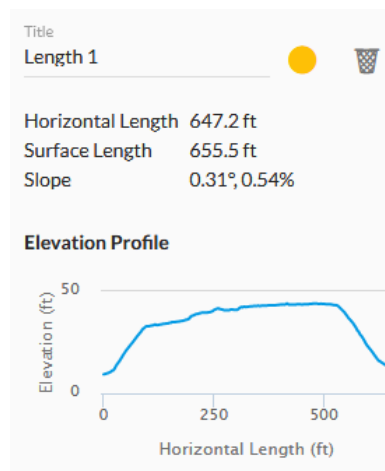 Title
Length 1
Horizontal Length 647.2 ft
Surface Length 655.5 ft
Slope 0.31°, 0.54%
Elevation Profile
Elevation (ft)
50
0
0 250 500
Horizontal Length (ft)